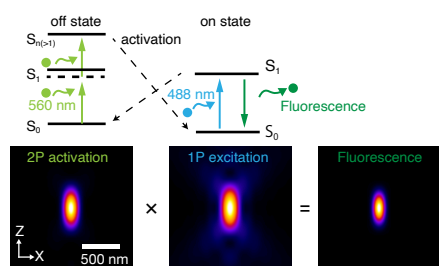 off state
on state
Sn(>1)
activation
S1
S1
560 nm
488 nm
Fluorescence
S0
S0
2P activation
1P excitation
Fluorescence
×
=
Z
X
500 nm